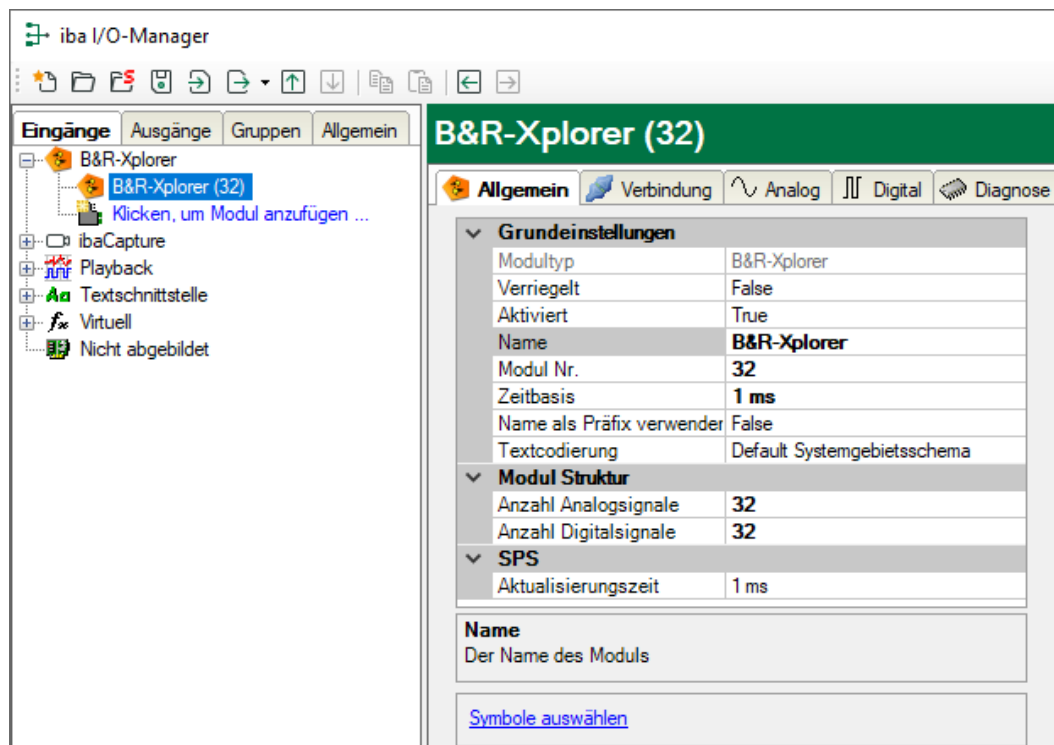 iba I/O-Manager
Eingänge Ausgänge Gruppen Allgemein
B&R-Xplorer
B&R-Xplorer (32)
Klicken, um Modul anzufügen ...
ibaCapture
Playback
Textschnittstelle
Virtuell
Nicht abgebildet
B&R-Xplorer (32)
Allgemein Verbindung Analog Digital Diagnose
Grundeinstellungen
Modultyp B&R-Xplorer
Verriegelt False
Aktiviert True
Name B&R-Xplorer
Modul Nr. 32
Zeitbasis 1 ms
Name als Präfix verwender False
Textcodierung Default Systemgebietsschema
Modul Struktur
Anzahl Analogsignale 32
Anzahl Digitalsignale 32
SPS
Aktualisierungszeit 1 ms
Name
Der Name des Moduls
Symbole auswählen